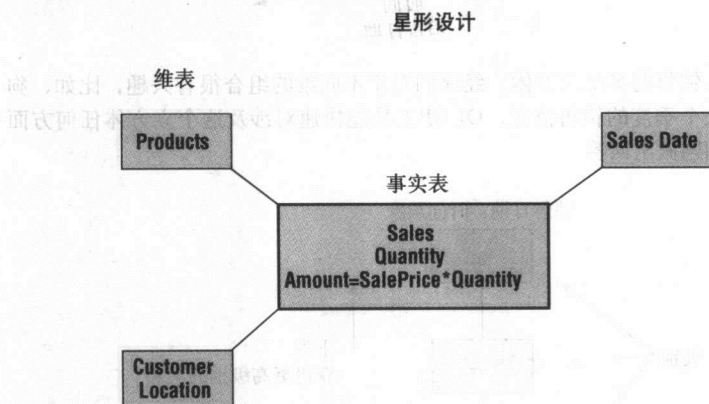 星形设计
维表
Products
Sales Date
事实表
Sales
Quantity
Amount=SalePrice*Quantity
Customer
Location